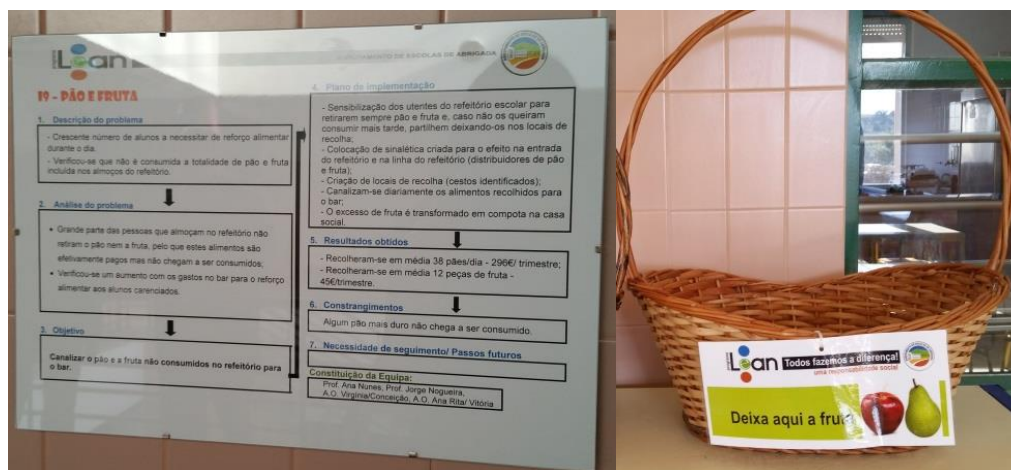 Lean
AGRUPAMENTO DE ESCOLAS DE ABRIGADA
19 - PÃO E FRUTA
1. Descrição do problema
- Crescente número de alunos a necessitar de reforço alimentar
durante o dia.
- Verificou-se que não é consumida a totalidade de pão e fruta
incluída nos almoços do refeitório.
2. Análise do problema
• Grande parte das pessoas que almoçam no refeitório não
retiram o pão nem a fruta, pelo que estes alimentos são
efetivamente pagos mas não chegam a ser consumidos;
• Verificou-se um aumento com os gastos no bar para o reforço
alimentar aos alunos carenciados.
3. Objetivo
Canalizar o pão e a fruta não consumidos no refeitório para
o bar.
4. Plano de implementação
- Sensibilização dos utentes do refeitório escolar para
retirarem sempre pão e fruta e, caso não os queiram
consumir mais tarde, partilhem deixando-os nos locais de
recolha;
- Colocação de sinalética criada para o efeito na entrada
do refeitório e na linha do refeitório (distribuidores de pão
e fruta);
- Criação de locais de recolha (cestos identificados);
- Canalizam-se diariamente os alimentos recolhidos para
o bar;
- O excesso de fruta é transformado em compota na casa
social.
5. Resultados obtidos
- Recolheram-se em média 38 pães/dia - 296€/ trimestre;
- Recolheram-se em média 12 peças de fruta -
45€/trimestre.
6. Constrangimentos
Algum pão mais duro não chega a ser consumido.
7. Necessidade de seguimento/ Passos futuros
Constituição da Equipa:
Prof. Ana Nunes, Prof. Jorge Nogueira,
A.O. Virgínia/Conceição, A.O. Ana Rita/ Vitória
Lean Todos fazemos a diferença!
uma responsabilidade social
Deixa aqui a fruta